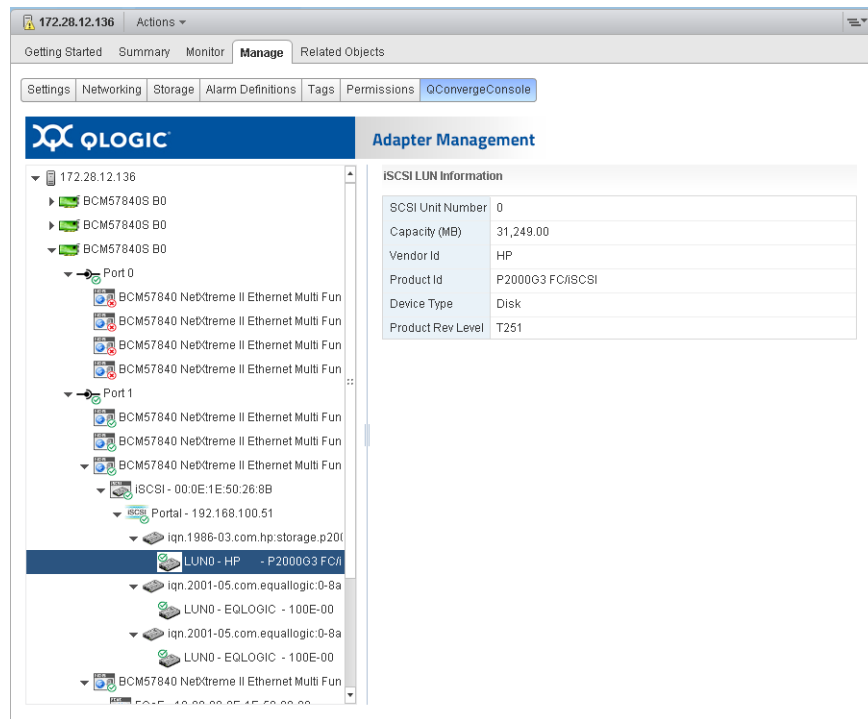 172.28.12.136 Actions
Getting Started Summary Monitor Manage Related Objects
Settings Networking Storage Alarm Definitions Tags Permissions QConvergeConsole
QLOGIC Adapter Management
172.28.12.136
BCM57840S B0
BCM57840S B0
BCM57840S B0
Port 0
BCM57840 NetXtreme II Ethernet Multi Fun
BCM57840 NetXtreme II Ethernet Multi Fun
BCM57840 NetXtreme II Ethernet Multi Fun
BCM57840 NetXtreme II Ethernet Multi Fun
Port 1
BCM57840 NetXtreme II Ethernet Multi Fun
BCM57840 NetXtreme II Ethernet Multi Fun
BCM57840 NetXtreme II Ethernet Multi Fun
iSCSI - 00:0E:1E:50:26:8B
Portal - 192.168.100.51
iqn.1986-03.com.hp:storage.p20(
LUN0 - HP - P2000G3 FC/i
iqn.2001-05.com.equallogic:0-8a
LUN0 - EQLOGIC - 100E-00
iqn.2001-05.com.equallogic:0-8a
LUN0 - EQLOGIC - 100E-00
BCM57840 NetXtreme II Ethernet Multi Fun
iSCSI LUN Information
SCSI Unit Number 0
Capacity (MB) 31,249.00
Vendor Id HP
Product Id P2000G3 FC/iSCSI
Device Type Disk
Product Rev Level T251